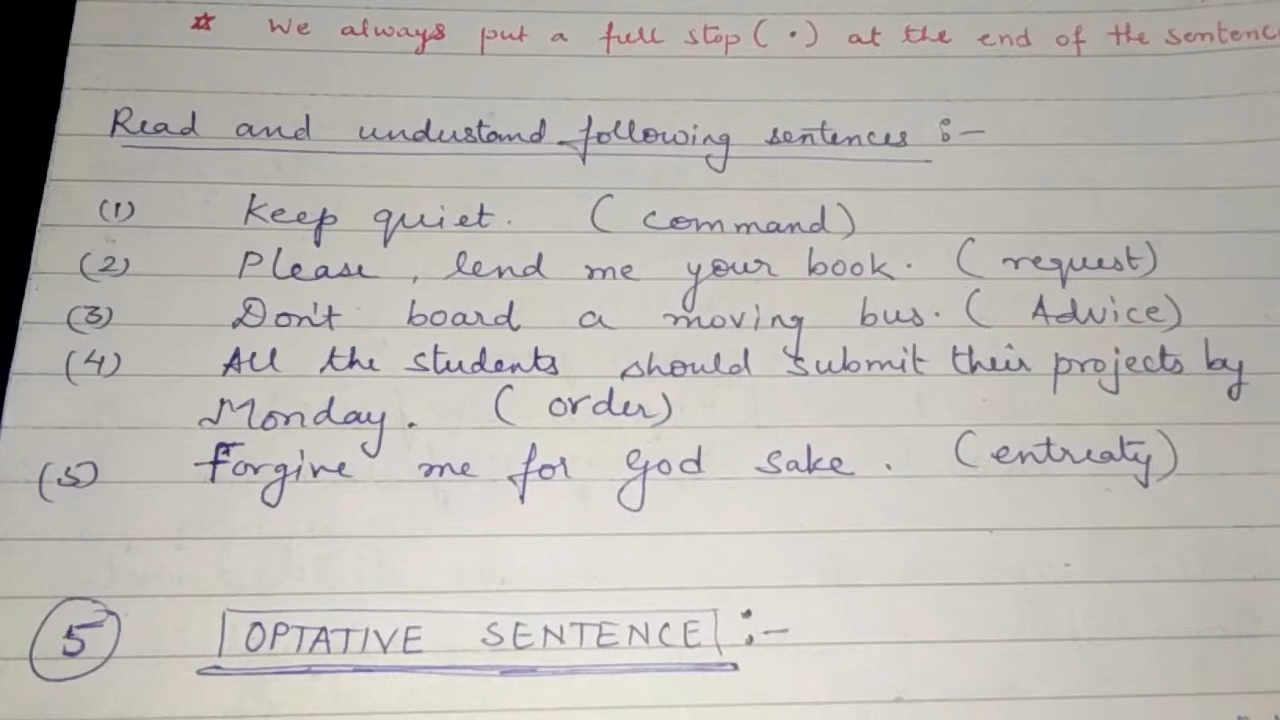 ☆ We always put a full stop (.) at the end of the sentenc
Read and understand following sentences :-
(1) Keep quiet. (command)
(2) Please, lend me your book. (request)
(3) Don't board a moving bus. (Advice)
(4) All the students should submit their projects by
Monday. (order)
(5) Forgive me for god sake. (entreaty)
5 OPTATIVE SENTENCE :-